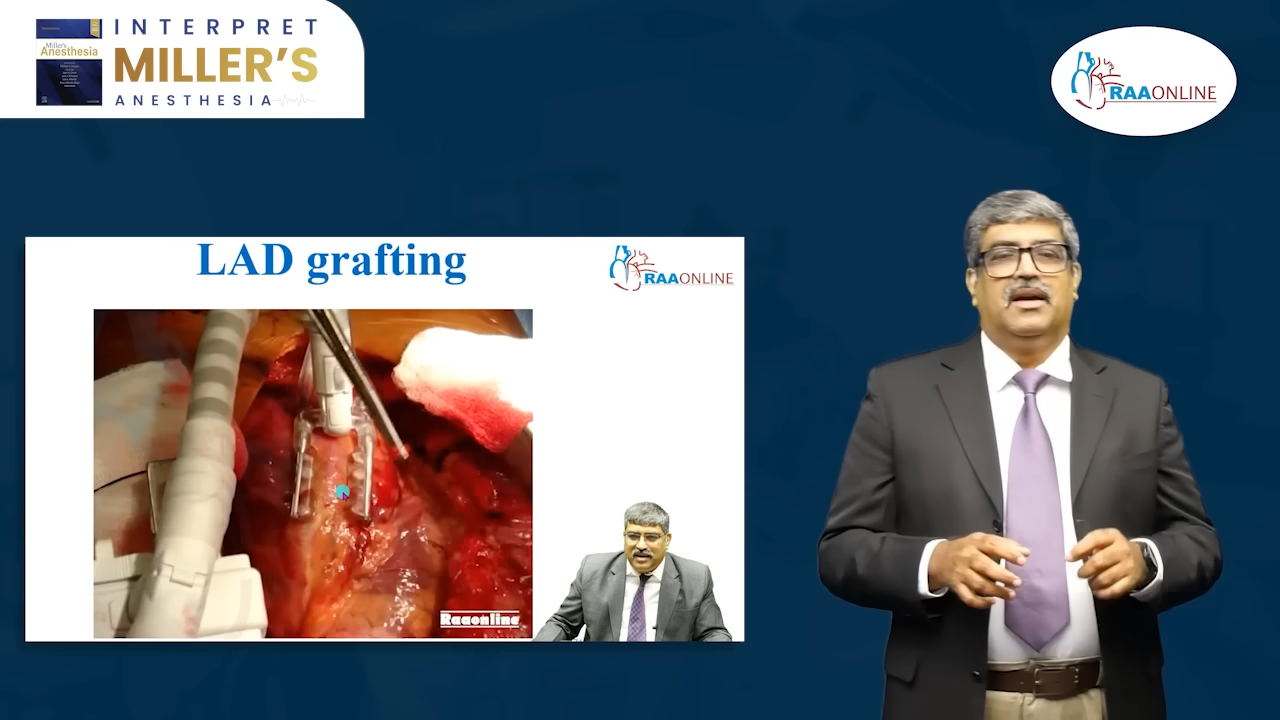 INTERPRET
Miller's
Anesthesia
MILLER'S
ANESTHESIA
RAAONLINE
LAD grafting
RAAONLINE
Raaonline